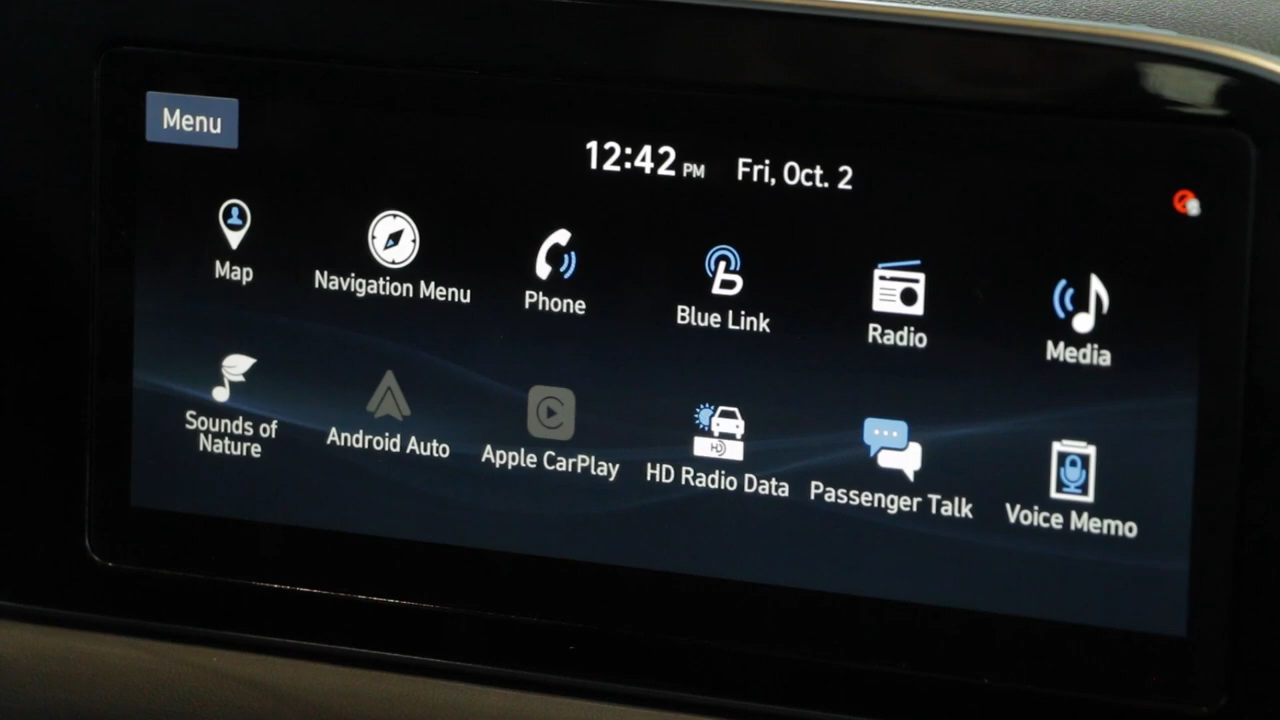 Menu
12:42 PM Fri, Oct. 2
Map
Navigation Menu
Phone
Blue Link
Radio
Media
Sounds of
Nature
Android Auto
Apple CarPlay
HD Radio Data
Passenger Talk
Voice Memo